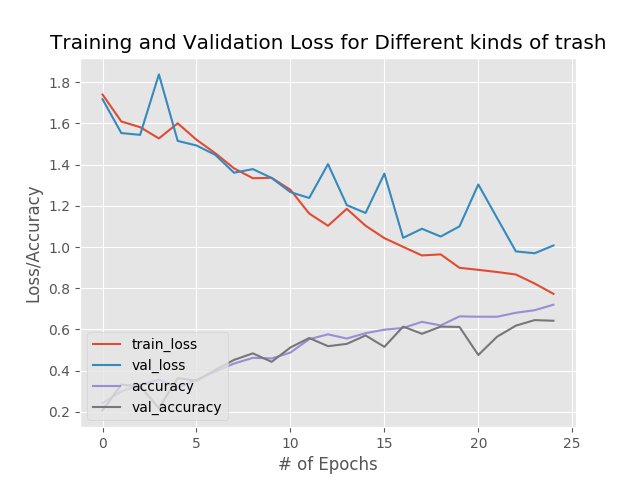 Training and Validation Loss for Different kinds of trash
Loss/Accuracy
1.8
1.6
1.4
1.2
1.0
0.8
0.6
0.4
0.2
train_loss
val_loss
accuracy
val_accuracy
0 5 10 15 20 25
# of Epochs